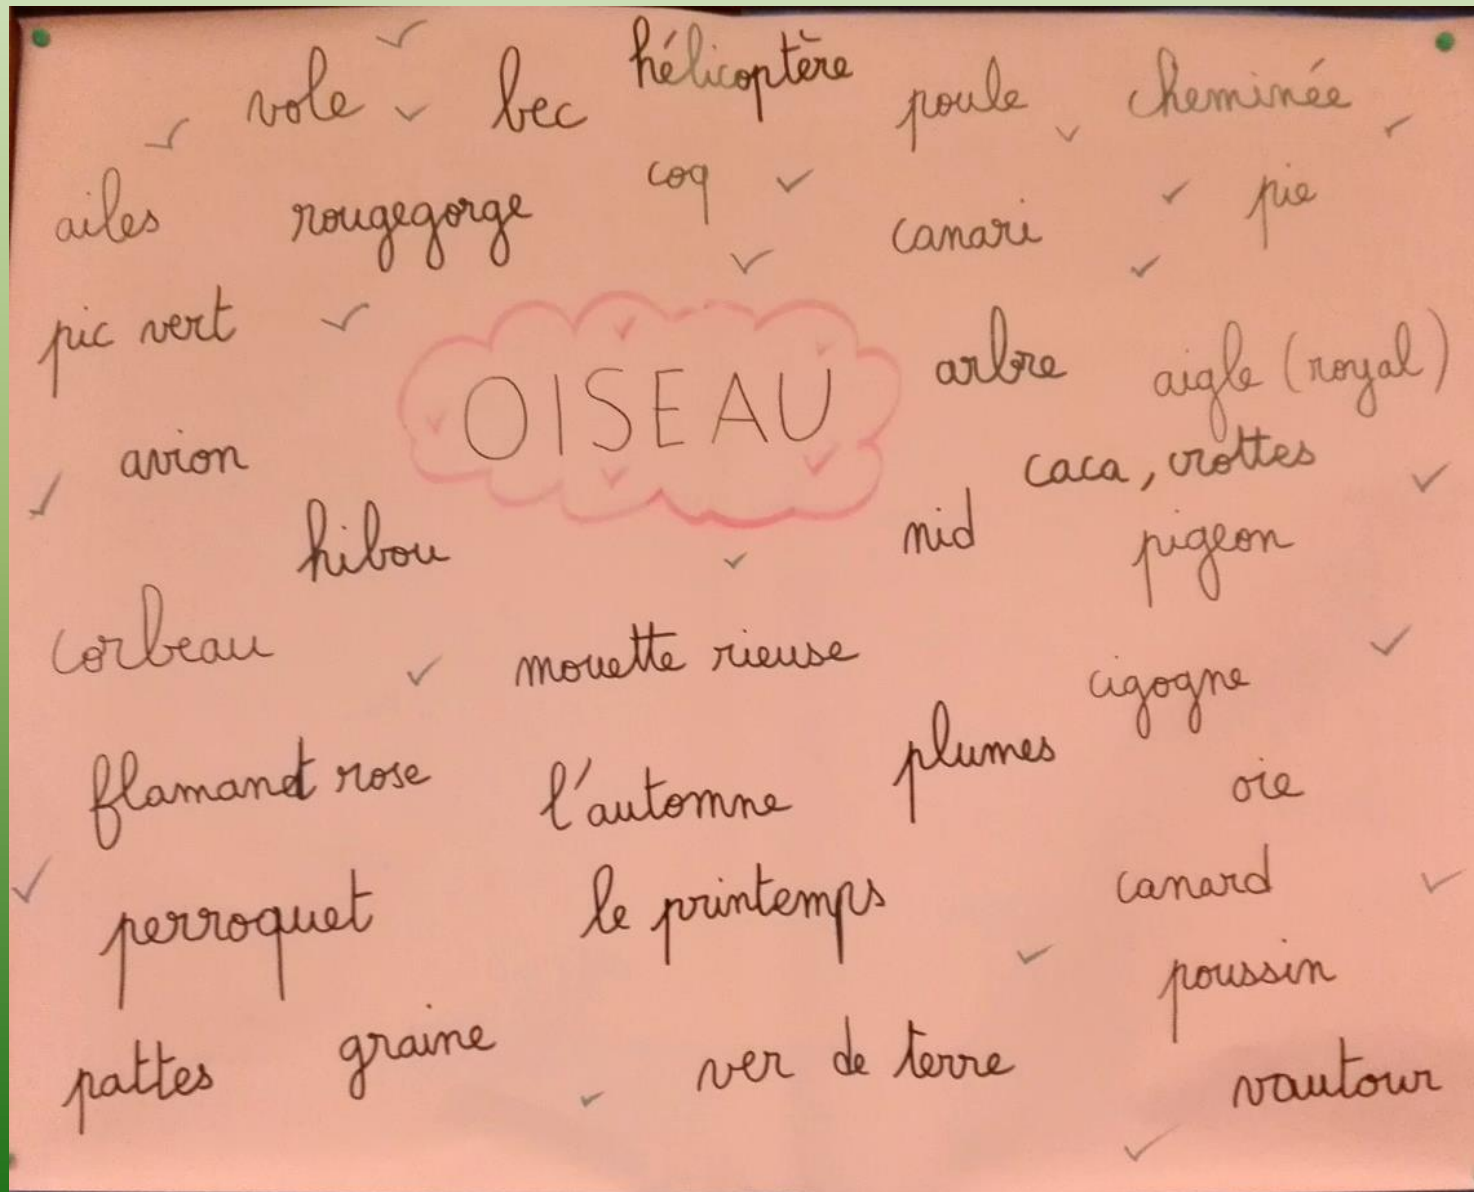 hélicoptère
vole bec poule cheminée
coq
ailes rougegorge canari pie
pic vert
OISEAU arbre aigle (royal)
avion caca, crottes
hibou nid pigeon
corbeau mouette rieuse cigogne
flamant rose l'automne plumes oie
perroquet le printemps canard
poussin
pattes graine ver de terre vautour